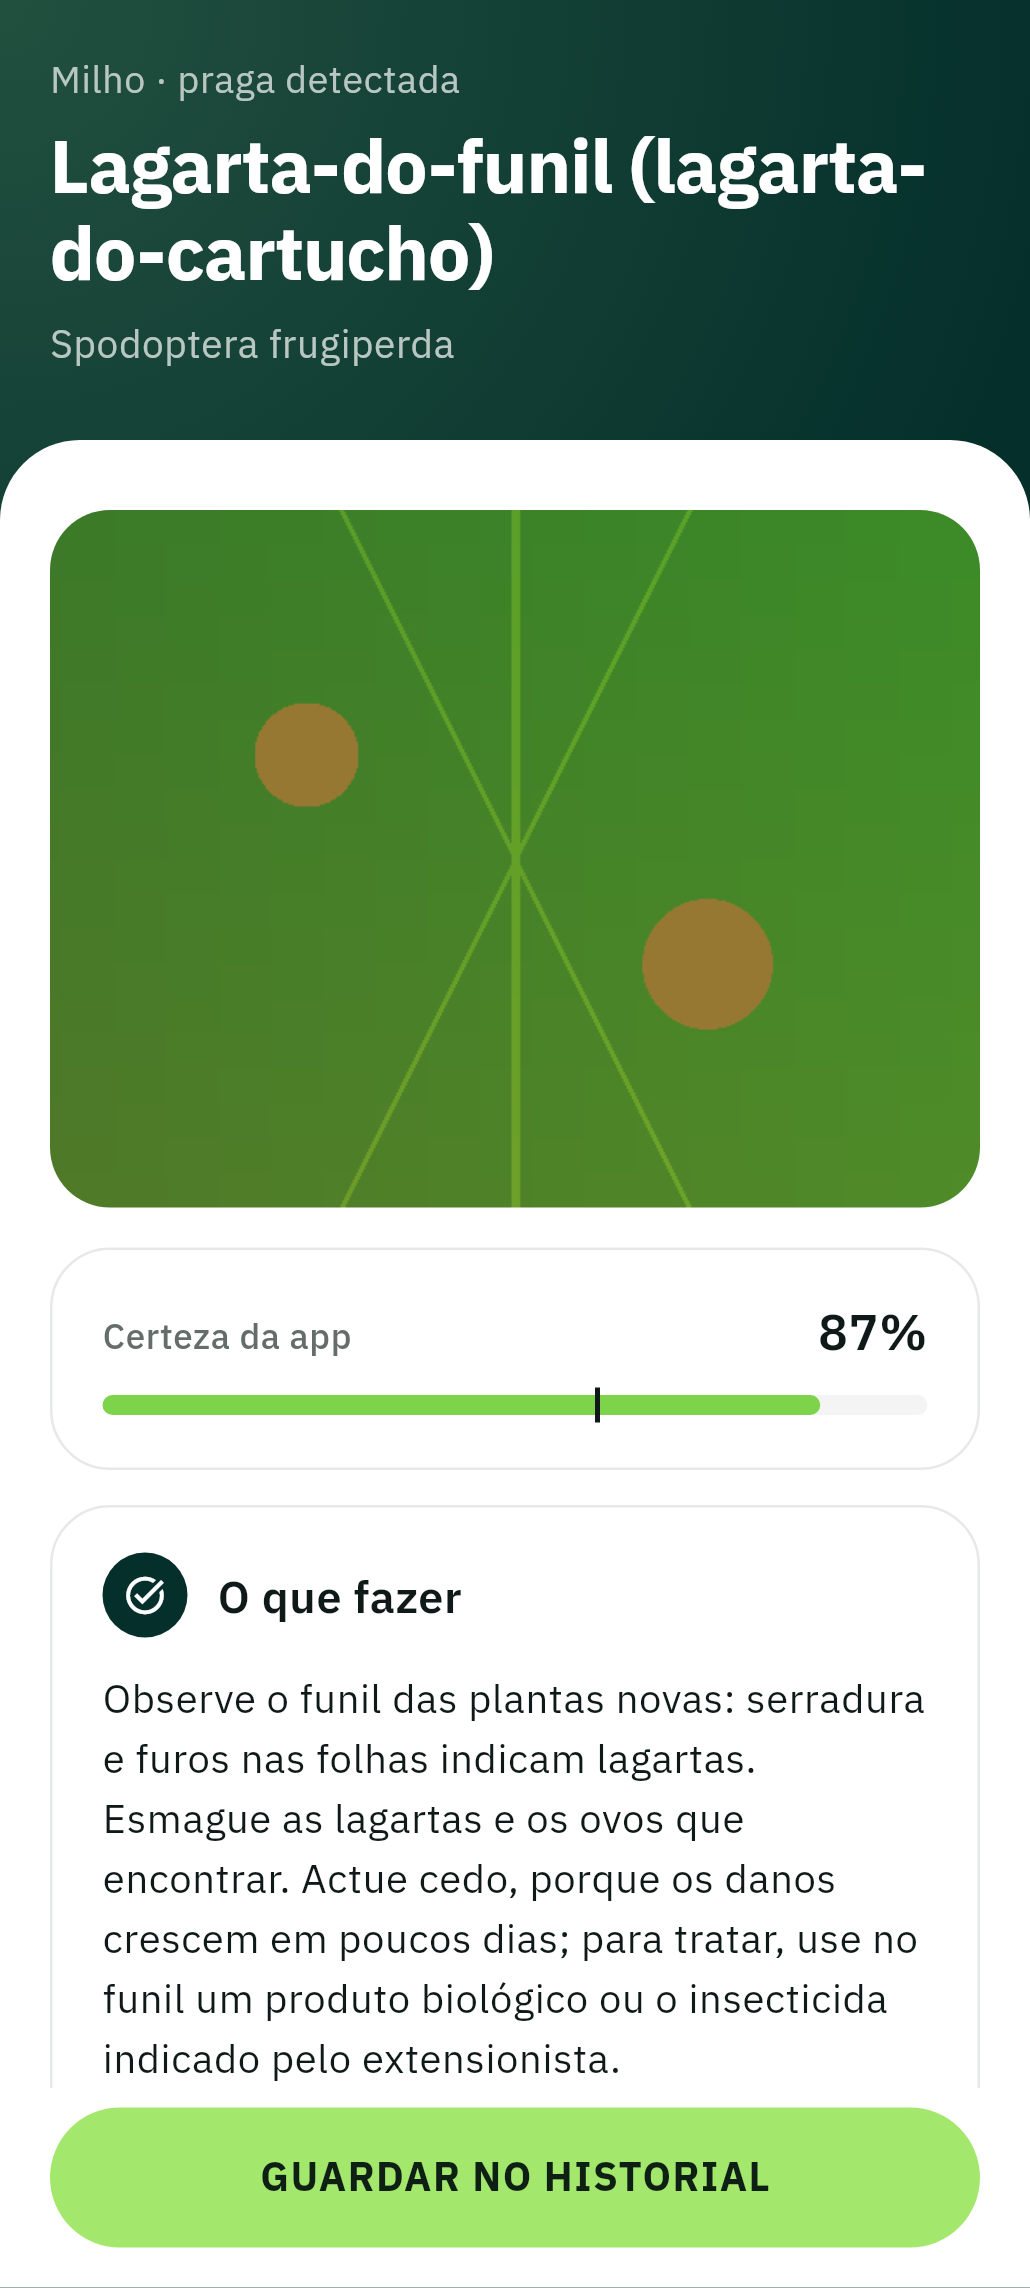 Milho · praga detectada
Lagarta-do-funil (lagarta-
do-cartucho)
Spodoptera frugiperda
Certeza da app
87%
O que fazer
Observe o funil das plantas novas: serradura
e furos nas folhas indicam lagartas.
Esmague as lagartas e os ovos que
encontrar. Actue cedo, porque os danos
crescem em poucos dias; para tratar, use no
funil um produto biológico ou o insecticida
indicado pelo extensionista.
GUARDAR NO HISTORIAL